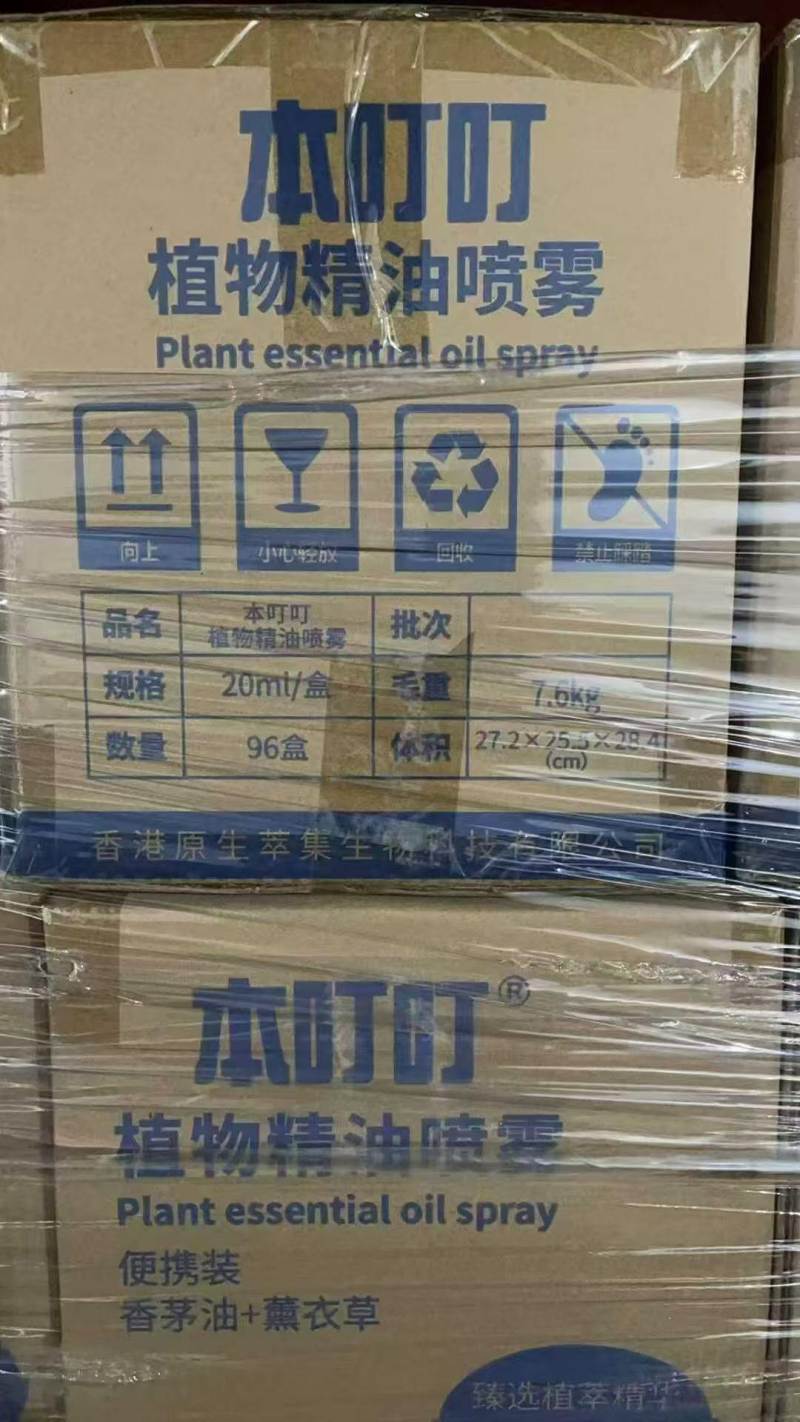 本叮叮
植物精油喷雾
Plant essential oil spray
向上 小心轻放 回收 禁止踩踏
品名 本叮叮 植物精油喷雾 批次
规格 20ml/盒 毛重 7.6kg
数量 96盒 体积 27.2×25.5×28.4 (cm)
香港原生萃集生物科技有限公司
本叮叮®
植物精油喷雾
Plant essential oil spray
便携装
香茅油+薰衣草
臻选植萃精华